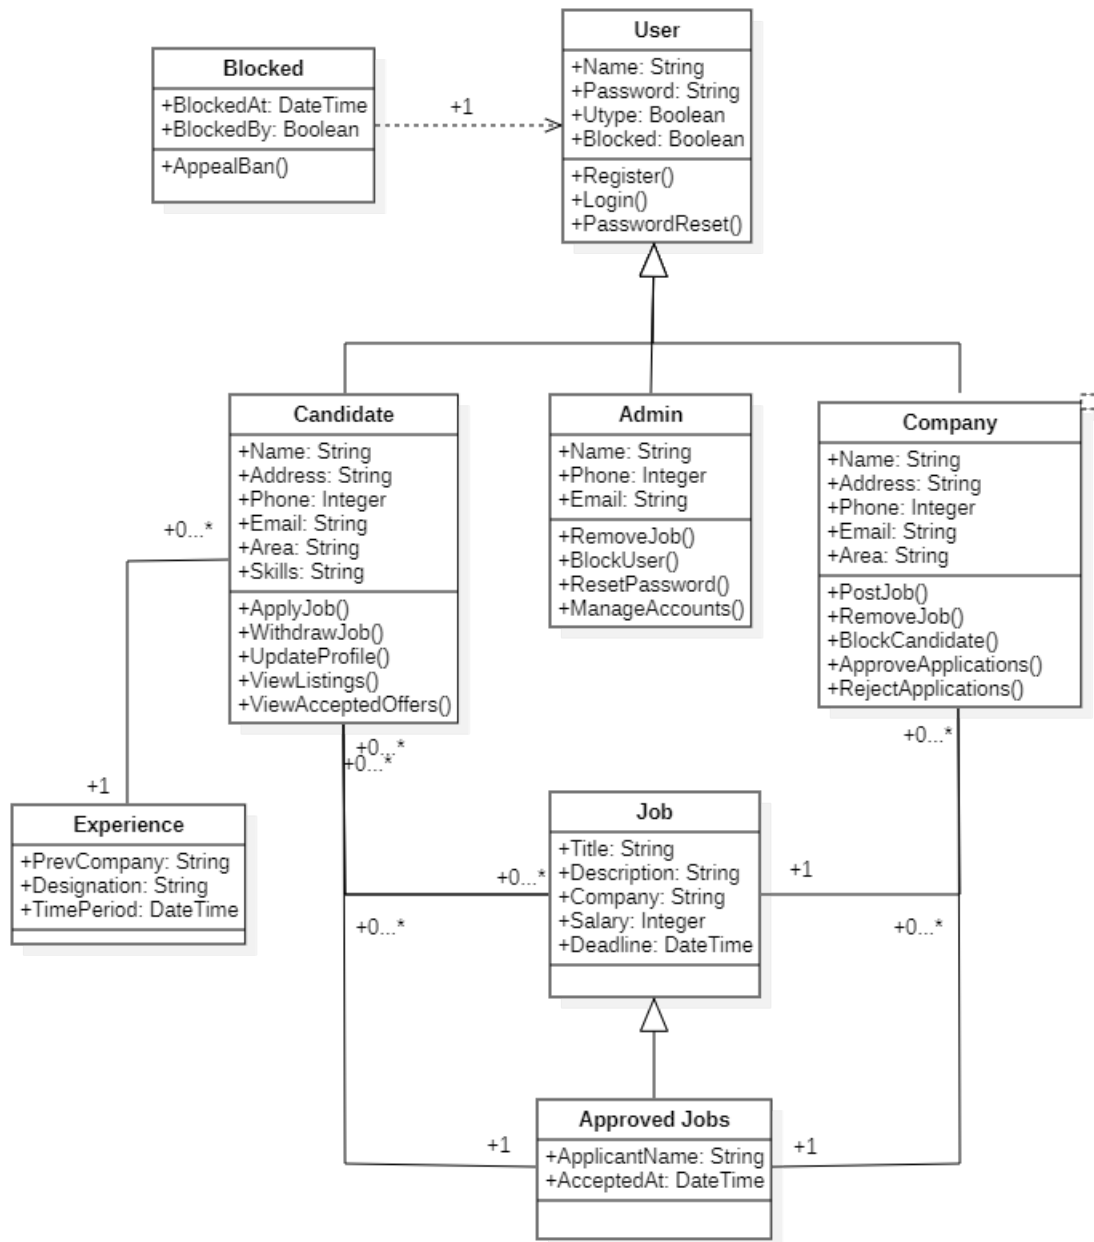 User
+Name: String
+Password: String
+Utype: Boolean
+Blocked: Boolean
+Register()
+Login()
+PasswordReset()
Blocked
+BlockedAt: DateTime
+BlockedBy: Boolean
+AppealBan()
+1
Candidate
+Name: String
+Address: String
+Phone: Integer
+Email: String
+Area: String
+Skills: String
+ApplyJob()
+WithdrawJob()
+UpdateProfile()
+ViewListings()
+ViewAcceptedOffers()
Admin
+Name: String
+Phone: Integer
+Email: String
+RemoveJob()
+BlockUser()
+ResetPassword()
+ManageAccounts()
Company
+Name: String
+Address: String
+Phone: Integer
+Email: String
+Area: String
+PostJob()
+RemoveJob()
+BlockCandidate()
+ApproveApplications()
+RejectApplications()
+0...*
+0...*
+0...*
+0...*
+1
Experience
+PrevCompany: String
+Designation: String
+TimePeriod: DateTime
Job
+Title: String
+Description: String
+Company: String
+Salary: Integer
+Deadline: DateTime
+0...*
+1
+0...*
+0...*
Approved Jobs
+ApplicantName: String
+AcceptedAt: DateTime
+1
+1